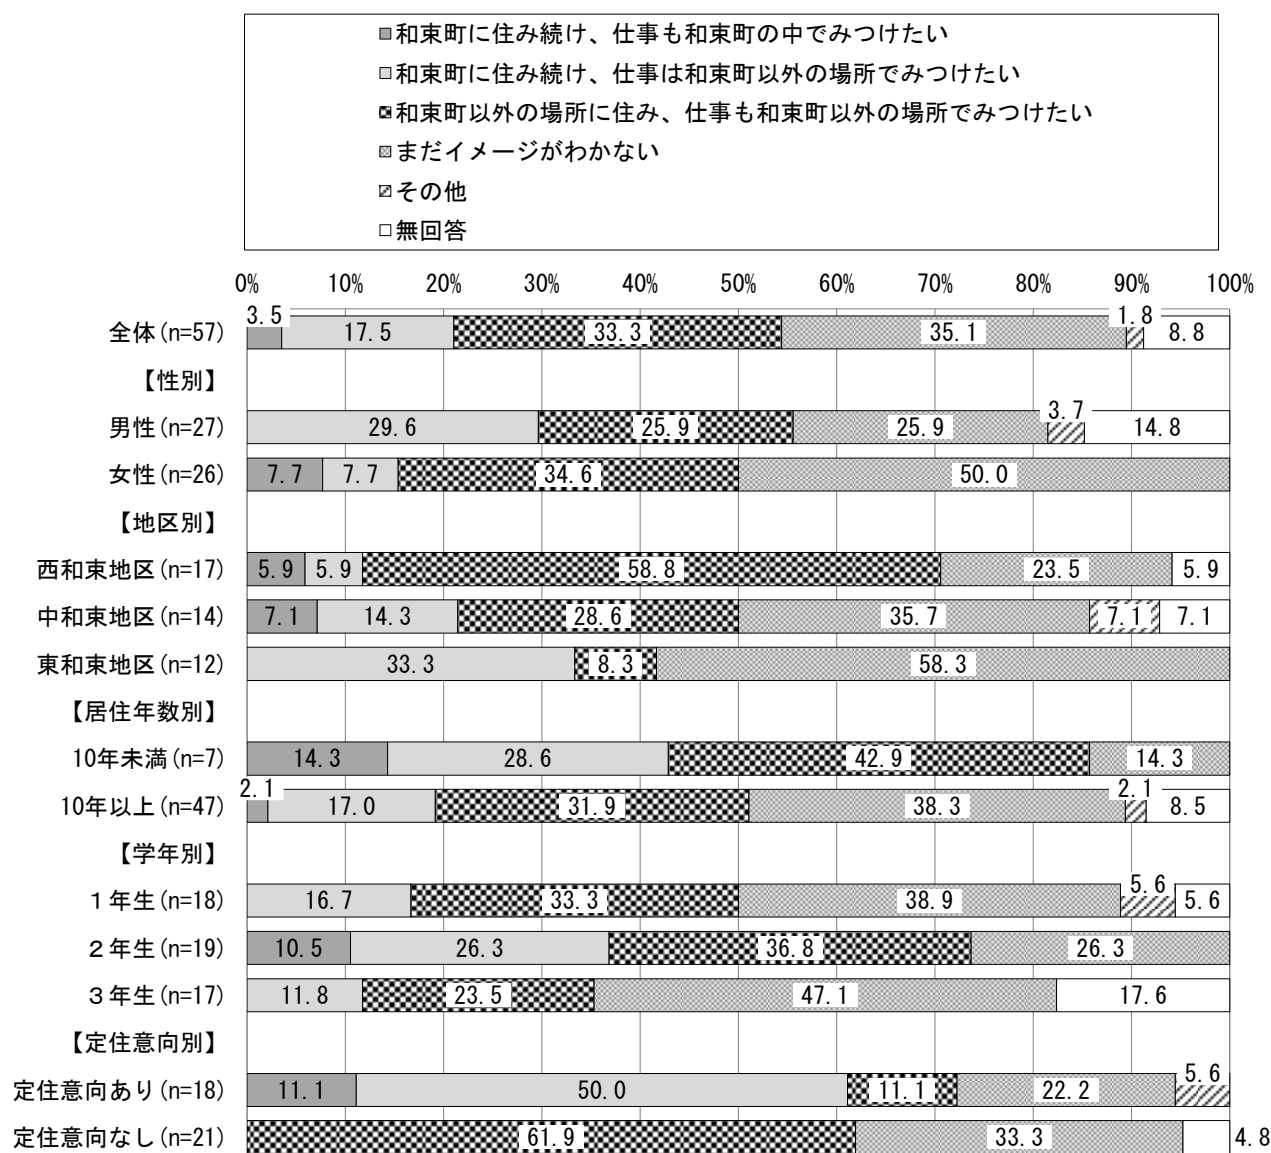 和束町に住み続け、仕事も和束町の中でみつけたい
和束町に住み続け、仕事は和束町以外の場所でみつけたい
和束町以外の場所に住み、仕事も和束町以外の場所でみつけたい
まだイメージがわかない
その他
無回答
0% 10% 20% 30% 40% 50% 60% 70% 80% 90% 100%
全体(n=57) 3.5 17.5 33.3 35.1 1.8 8.8
【性別】
男性(n=27) 29.6 25.9 25.9 3.7 14.8
女性(n=26) 7.7 7.7 34.6 50.0
【地区別】
西和束地区(n=17) 5.9 5.9 58.8 23.5 5.9
中和束地区(n=14) 7.1 14.3 28.6 35.7 7.1 7.1
東和束地区(n=12) 33.3 8.3 58.3
【居住年数別】
10年未満(n=7) 14.3 28.6 42.9 14.3
10年以上(n=47) 2.1 17.0 31.9 38.3 2.1 8.5
【学年別】
１年生(n=18) 16.7 33.3 38.9 5.6 5.6
２年生(n=19) 10.5 26.3 36.8 26.3
３年生(n=17) 11.8 23.5 47.1 17.6
【定住意向別】
定住意向あり(n=18) 11.1 50.0 11.1 22.2 5.6
定住意向なし(n=21) 61.9 33.3 4.8